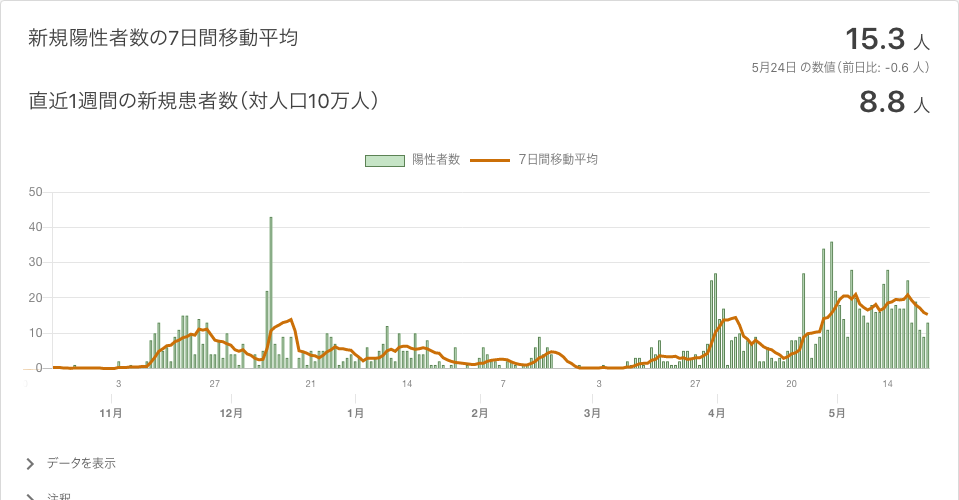 新規陽性者数の7日間移動平均
15.3 人
5月24日 の数値（前日比: -0.6 人）
直近1週間の新規患者数（対人口10万人）
8.8 人
陽性者数 7日間移動平均
50
40
30
20
10
0
3 27 21 14 7 3 27 20 14
11月 12月 1月 2月 3月 4月 5月
データを表示
注釈